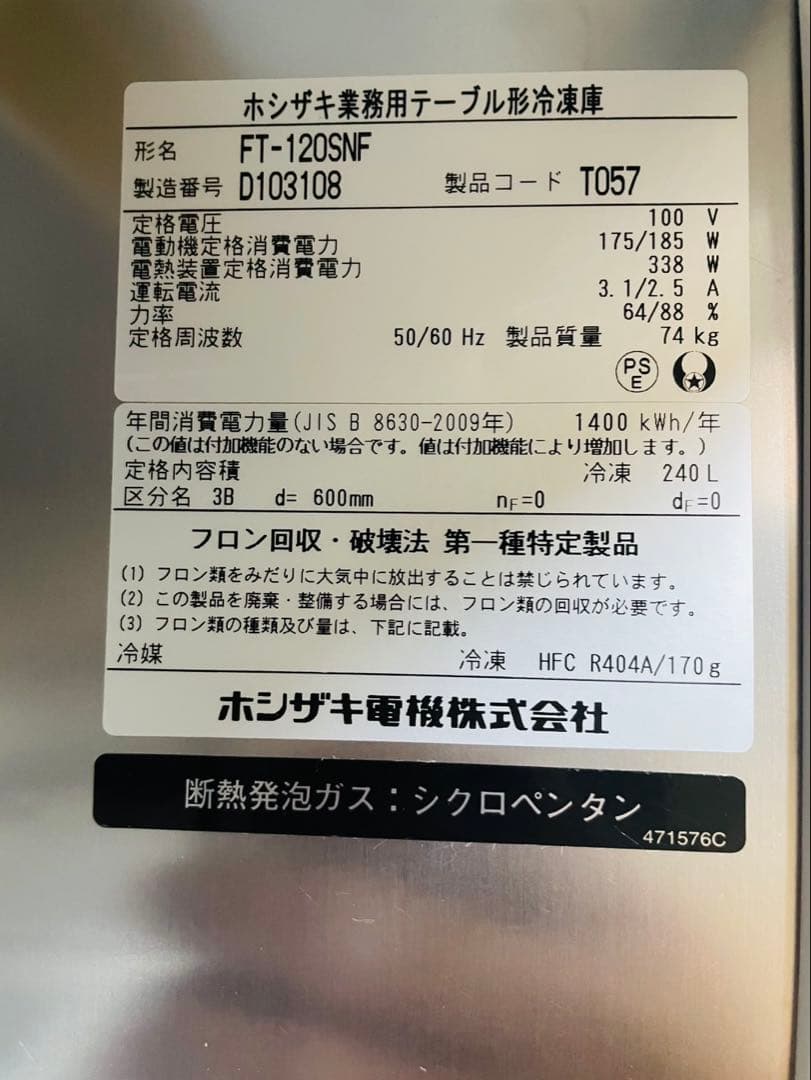 ホシザキ業務用テーブル形冷凍庫
形名 FT-120SNF
製造番号 D103108 製品コード T057
定格電圧 100 V
電動機定格消費電力 175/185 W
電熱装置定格消費電力 338 W
運転電流 3.1/2.5 A
力率 64/88 %
定格周波数 50/60 Hz 製品質量 74 kg
PS
E
年間消費電力量(JIS B 8630-2009年) 1400 kWh/年
(この値は付加機能のない場合です。値は付加機能により増加します。)
定格内容積 冷凍 240 L
区分名 3B d= 600mm nF=0 dF=0
フロン回収・破壊法 第一種特定製品
(1) フロン類をみだりに大気中に放出することは禁じられています。
(2) この製品を廃棄・整備する場合には、フロン類の回収が必要です。
(3) フロン類の種類及び量は、下記に記載。
冷媒 冷凍 HFC R404A/170g
ホシザキ電機株式会社
断熱発泡ガス:シクロペンタン
471576C